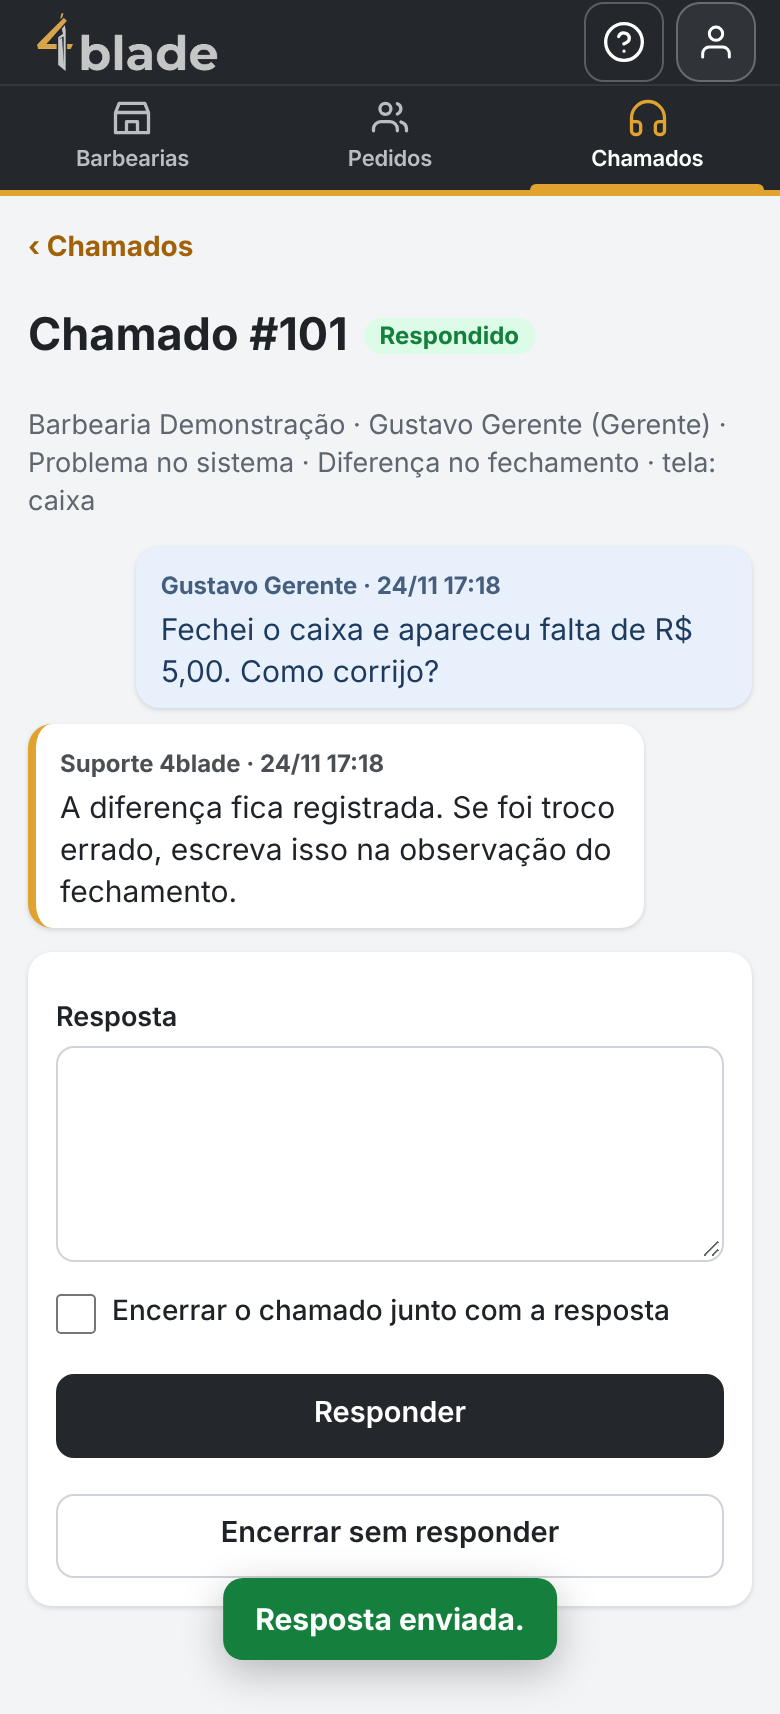 4blade
Barbearias
Pedidos
Chamados
‹ Chamados
Chamado #101
Respondido
Barbearia Demonstração · Gustavo Gerente (Gerente) ·
Problema no sistema · Diferença no fechamento · tela:
caixa
Gustavo Gerente · 24/11 17:18
Fechei o caixa e apareceu falta de R$
5,00. Como corrijo?
Suporte 4blade · 24/11 17:18
A diferença fica registrada. Se foi troco
errado, escreva isso na observação do
fechamento.
Resposta
Encerrar o chamado junto com a resposta
Responder
Encerrar sem responder
Resposta enviada.